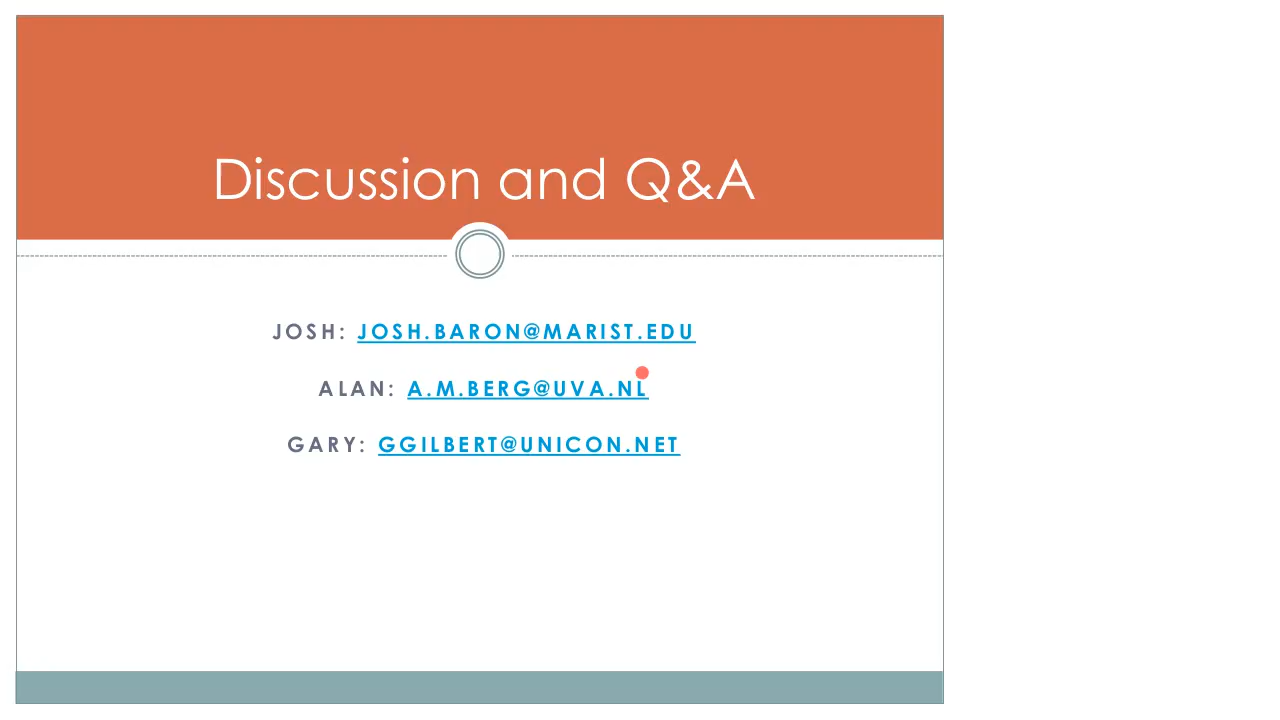 Discussion and Q&A
JOSH: JOSH.BARON@MARIST.EDU
ALAN: A.M.BERG@UVA.NL
GARY: GGILBERT@UNICON.NET